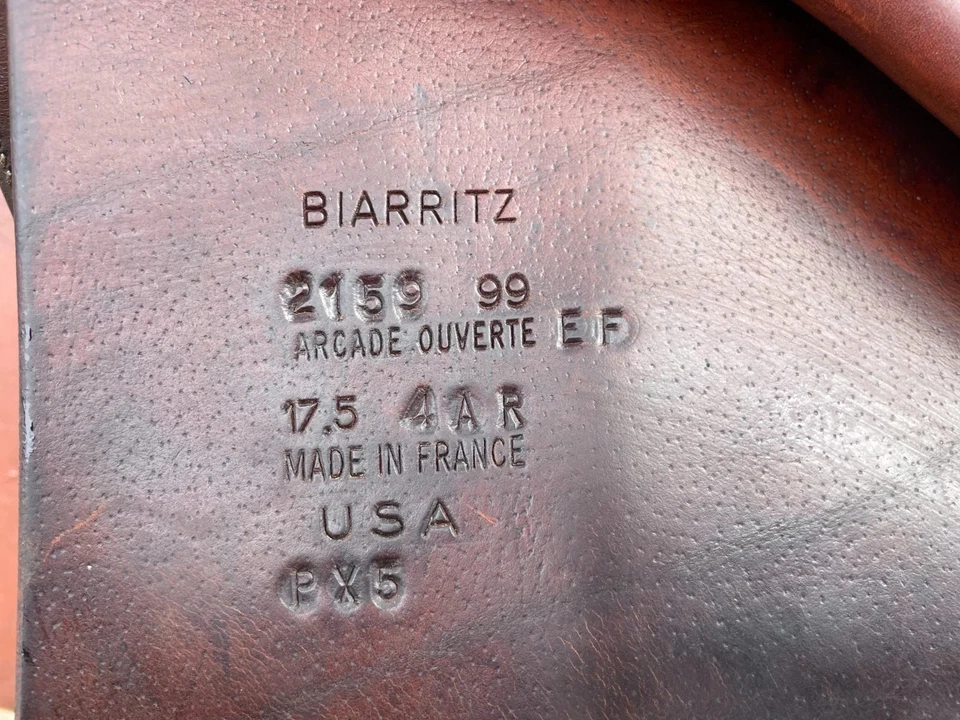 BIARRITZ
2159 99
ARCADE OUVERTE EF
17.5 4AR
MADE IN FRANCE
USA
PX5